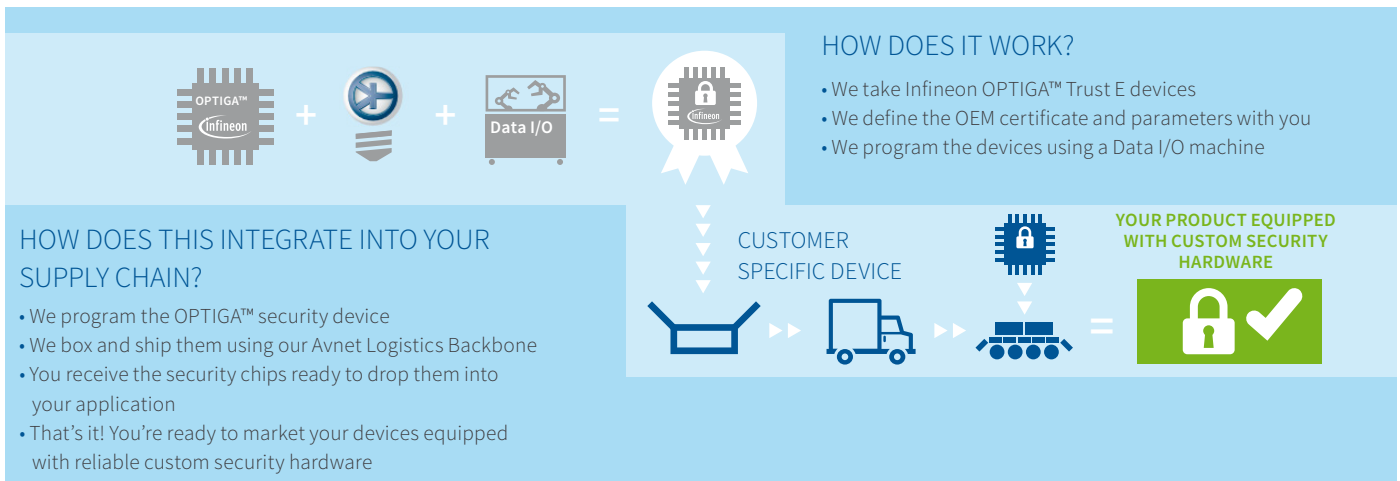 OPTIGA™
infineon
Data I/O
infineon
HOW DOES IT WORK?
• We take Infineon OPTIGA™ Trust E devices
• We define the OEM certificate and parameters with you
• We program the devices using a Data I/O machine
HOW DOES THIS INTEGRATE INTO YOUR
SUPPLY CHAIN?
• We program the OPTIGA™ security device
• We box and ship them using our Avnet Logistics Backbone
• You receive the security chips ready to drop them into
your application
• That’s it! You’re ready to market your devices equipped
with reliable custom security hardware
CUSTOMER
SPECIFIC DEVICE
YOUR PRODUCT EQUIPPED
WITH CUSTOM SECURITY
HARDWARE